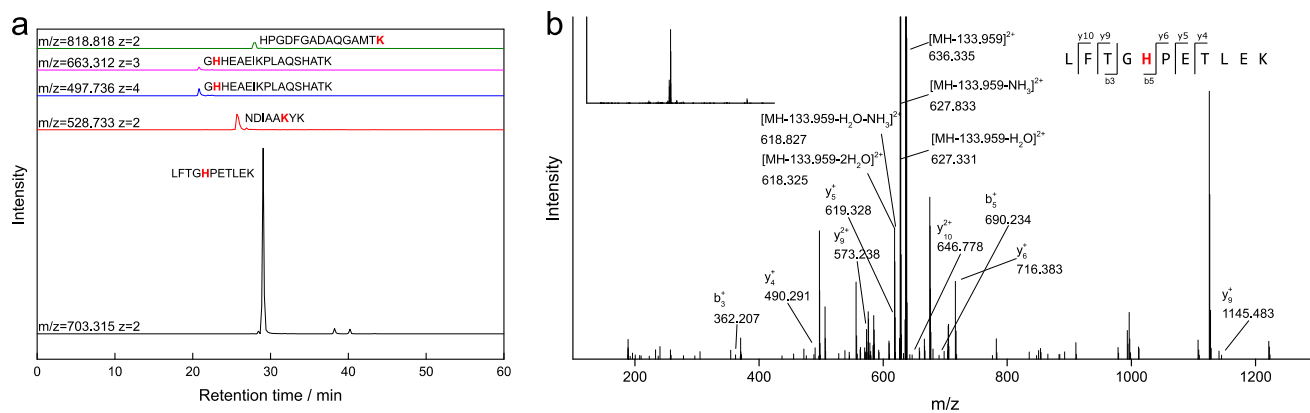 a
m/z=818.818 z=2
HPGDFGADAQGAMTK
m/z=663.312 z=3
GHHEAEIKPLAQSHATK
m/z=497.736 z=4
GHHEAEIKPLAQSHATK
m/z=528.733 z=2
NDIAAKYK
LFTGHPETLEK
m/z=703.315 z=2
Intensity
0 10 20 30 40 50 60
Retention time / min
b
[MH-133.959]²⁺
636.335
[MH-133.959-NH₃]²⁺
627.833
[MH-133.959-H₂O-NH₃]²⁺
618.827
[MH-133.959-H₂O]²⁺
627.331
[MH-133.959-2H₂O]²⁺
618.325
y₅⁺
619.328
b₅⁺
690.234
y₉²⁺
573.238
y₁₀²⁺
646.778
y₆⁺
716.383
y₄⁺
490.291
b₃⁺
362.207
y₉⁺
1145.483
y10 y9 y6 y5 y4
L F T G H P E T L E K
b3 b5
Intensity
200 400 600 800 1000 1200
m/z